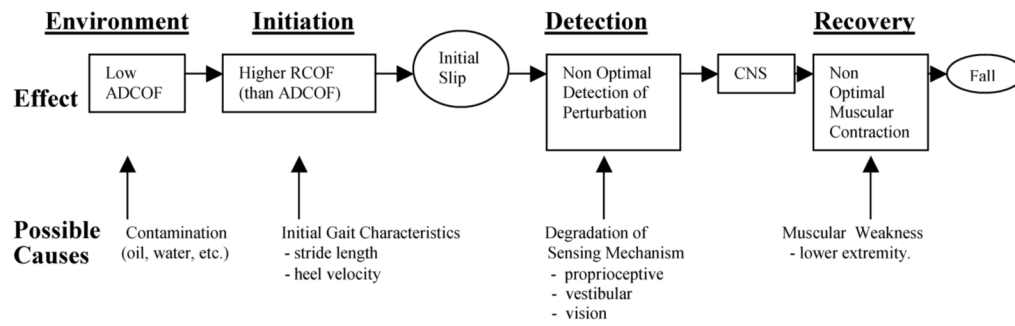 Environment
Initiation
Detection
Recovery
Effect
Low
ADCOF
Higher RCOF
(than ADCOF)
Initial
Slip
Non Optimal
Detection of
Perturbation
CNS
Non
Optimal
Muscular
Contraction
Fall
Possible
Causes
Contamination
(oil, water, etc.)
Initial Gait Characteristics
- stride length
- heel velocity
Degradation of
Sensing Mechanism
- proprioceptive
- vestibular
- vision
Muscular Weakness
- lower extremity.